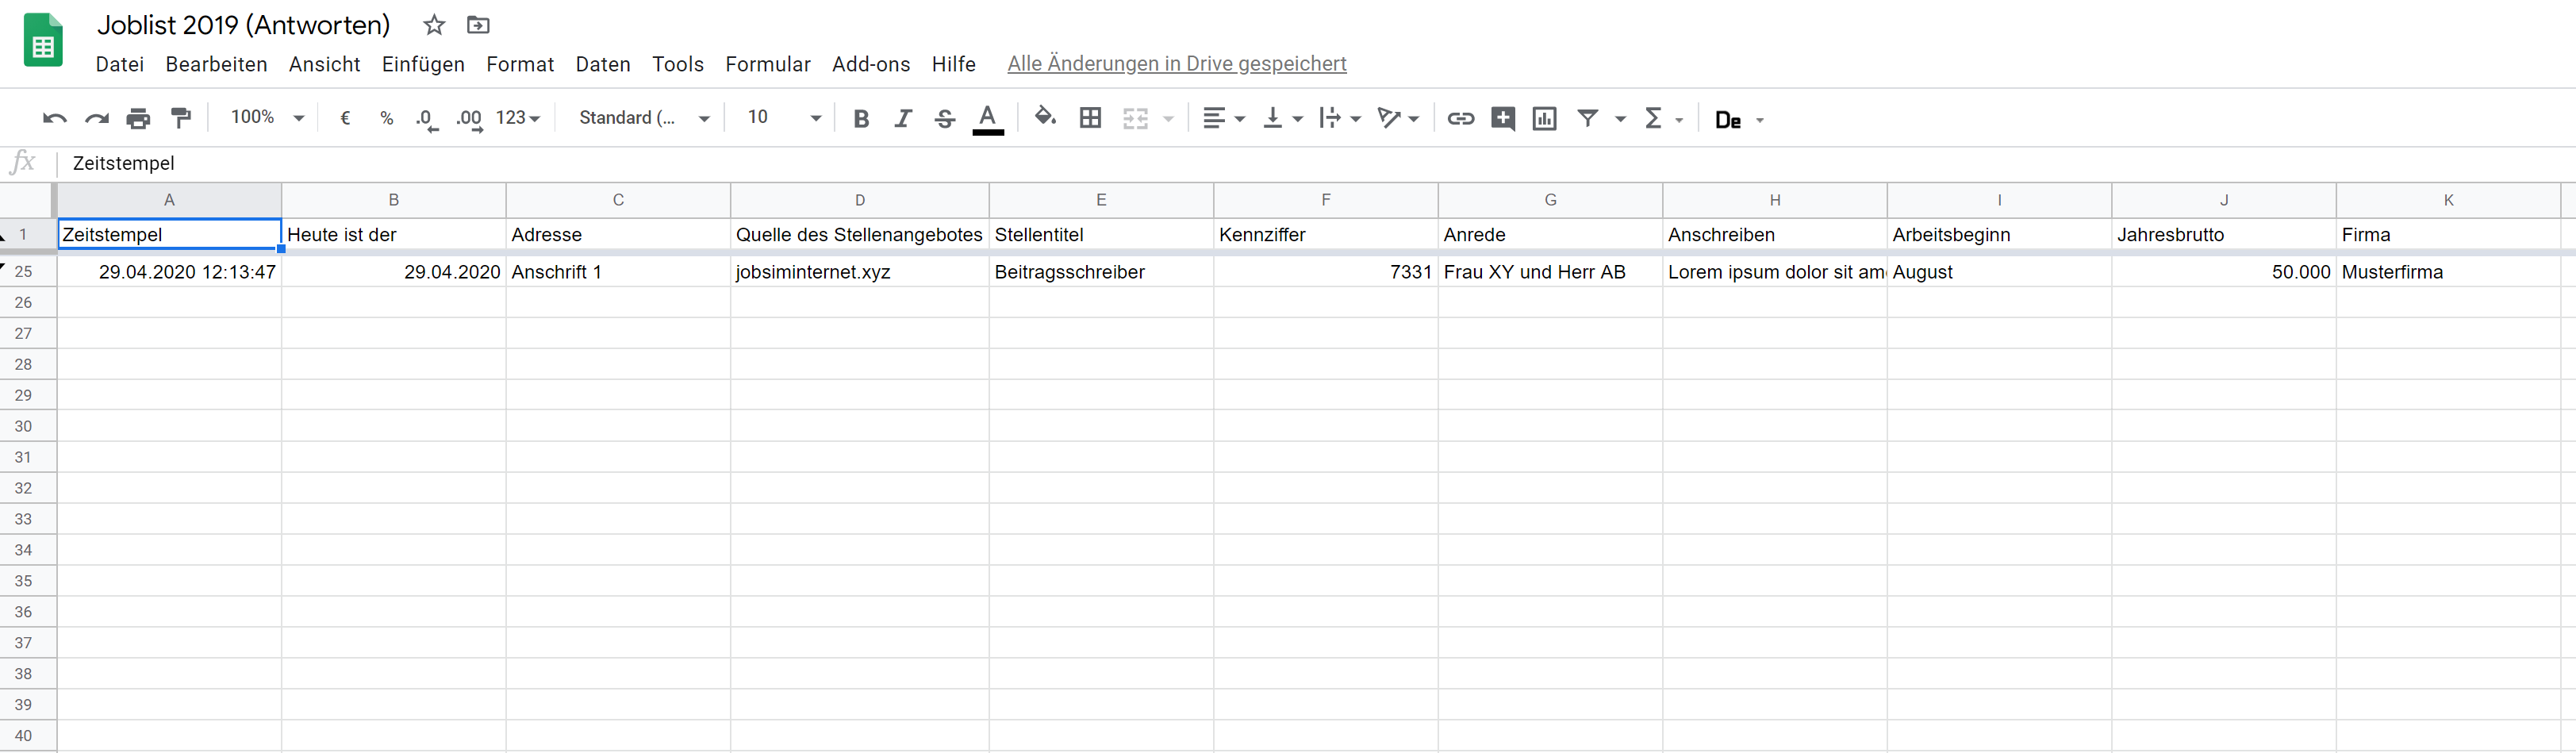 Joblist 2019 (Antworten)
Datei Bearbeiten Ansicht Einfügen Format Daten Tools Formular Add-ons Hilfe Alle Änderungen in Drive gespeichert
100% € % .0 .00 123 Standard (... 10 B I S A Σ De
fx Zeitstempel
A B C D E F G H I J K
1 Zeitstempel Heute ist der Adresse Quelle des Stellenangebotes Stellentitel Kennziffer Anrede Anschreiben Arbeitsbeginn Jahresbrutto Firma
25 29.04.2020 12:13:47 29.04.2020 Anschrift 1 jobsiminternet.xyz Beitragsschreiber 7331 Frau XY und Herr AB Lorem ipsum dolor sit am August 50.000 Musterfirma
26
27
28
29
30
31
32
33
34
35
36
37
38
39
40